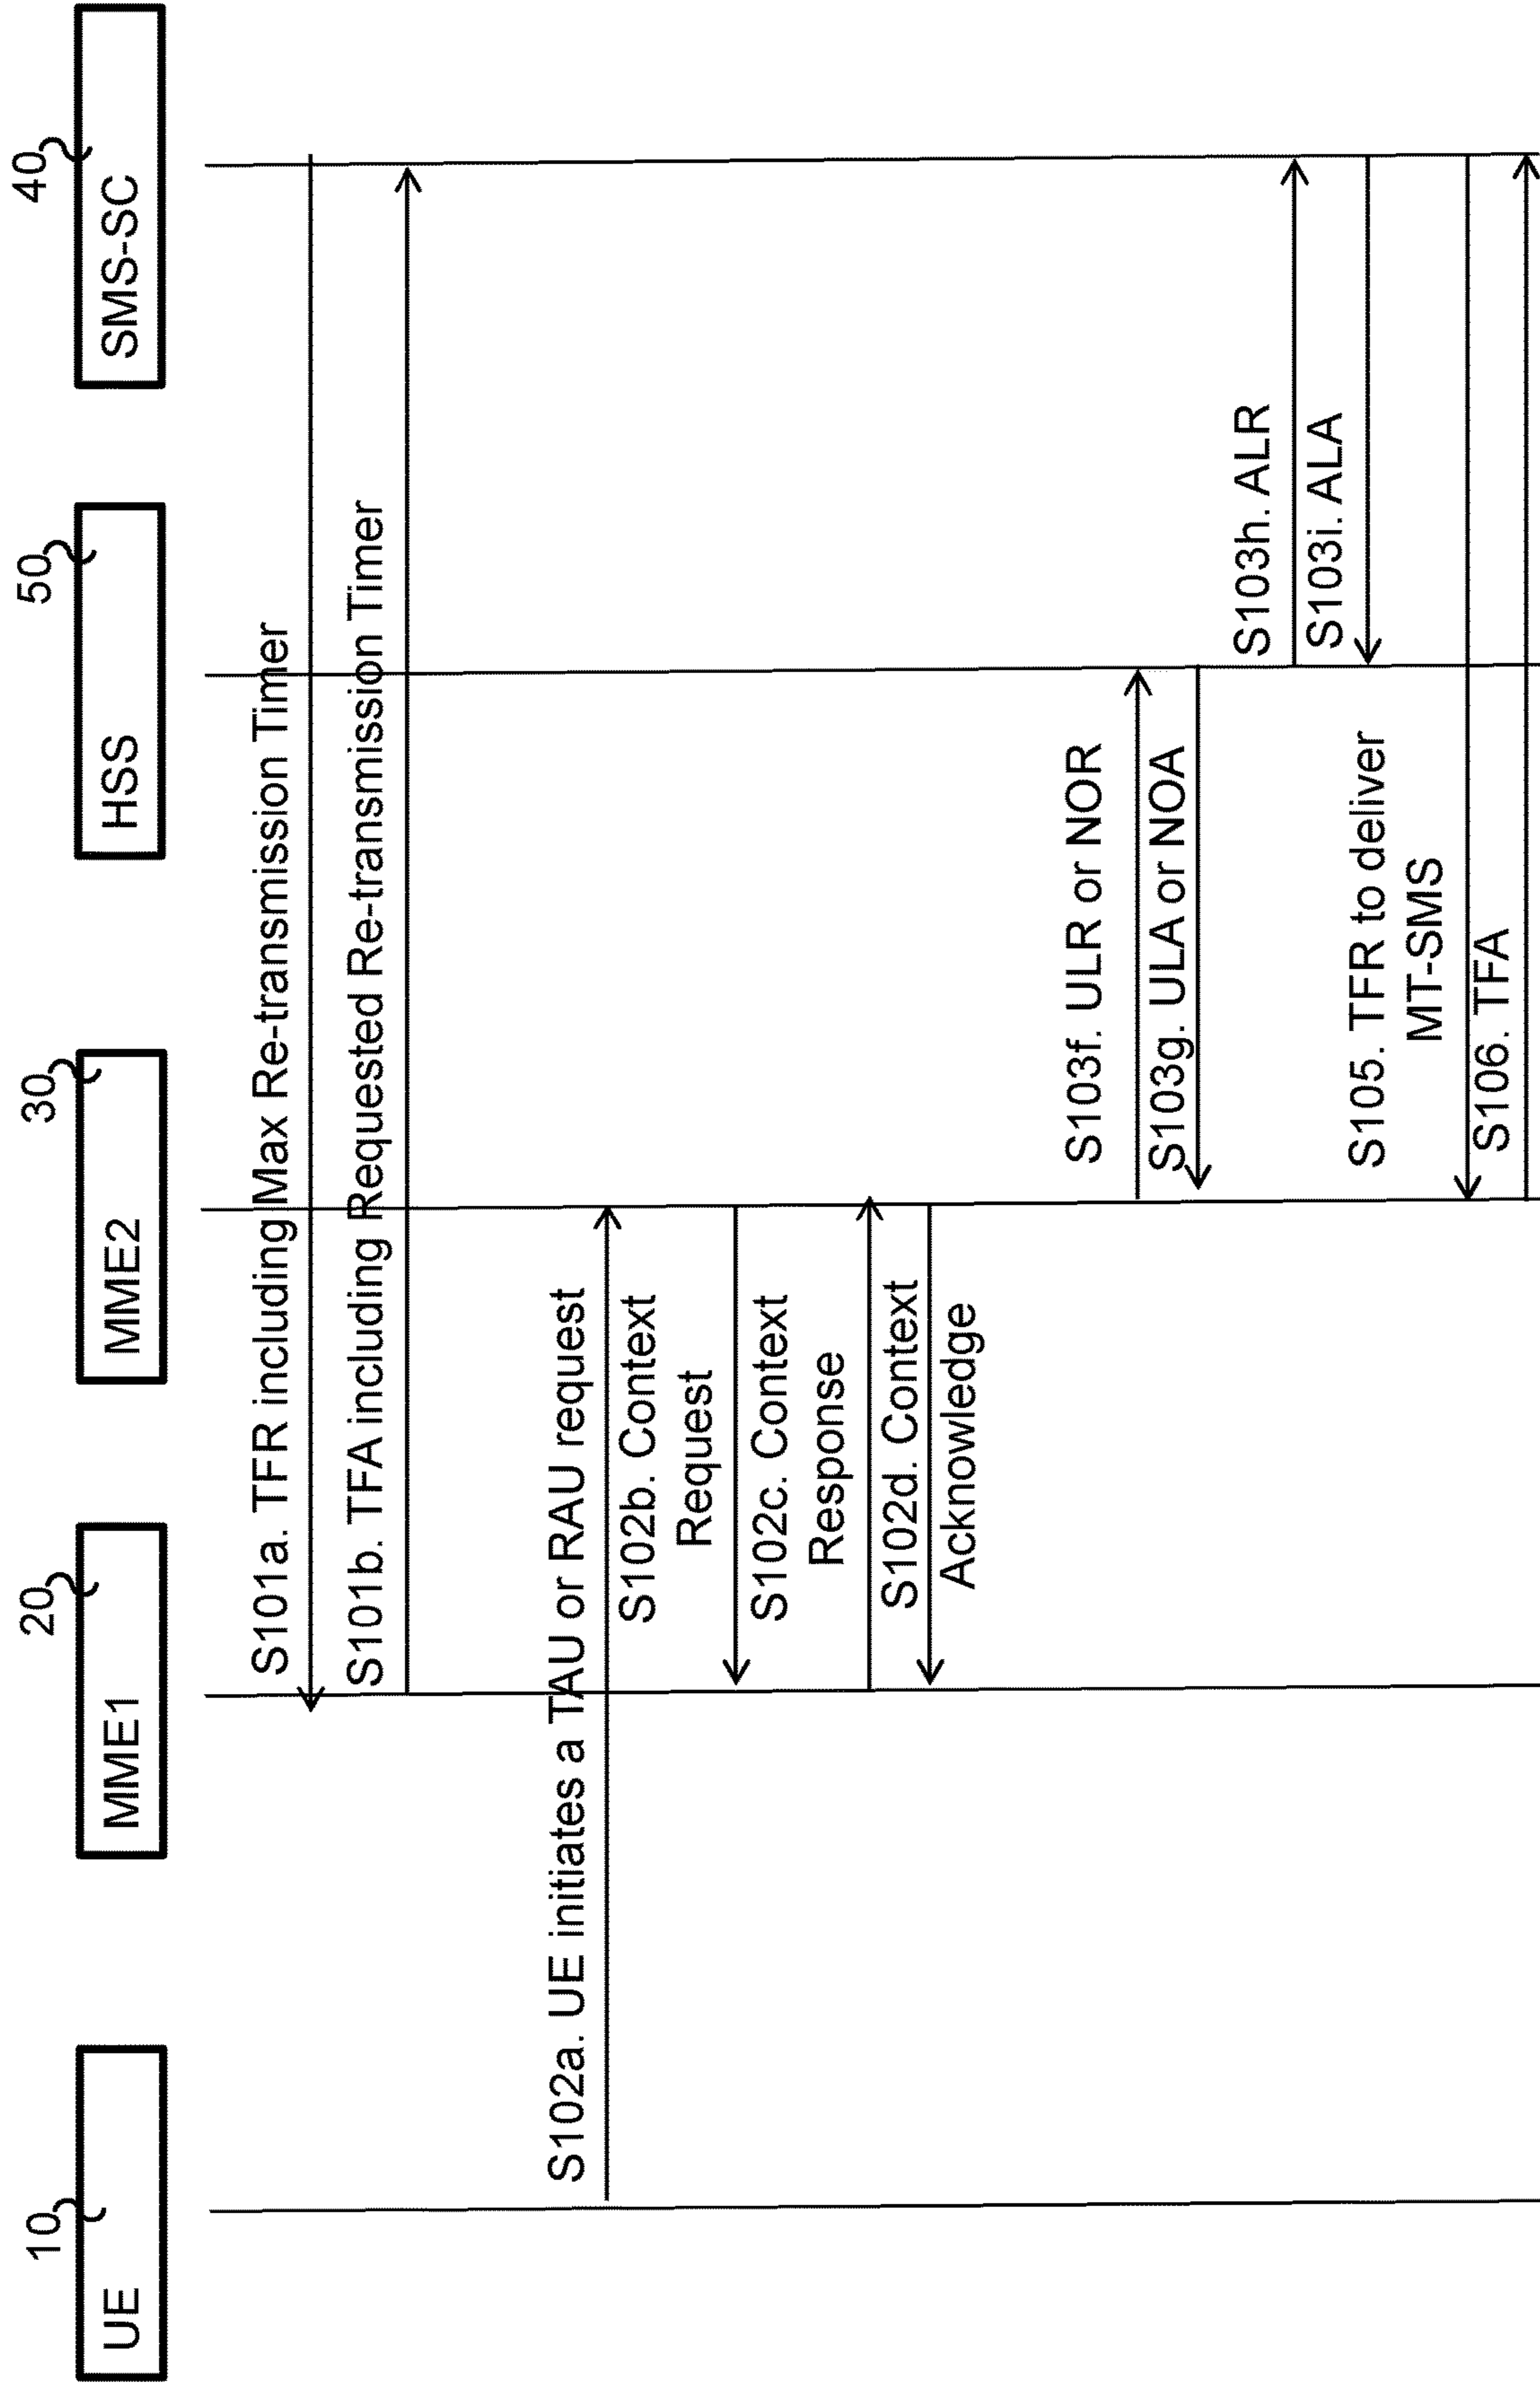 10
20
30
50
40
UE
MME1
MME2
HSS
SMS-SC
S101a. TFR including Max Re-transmission Timer
S101b. TFA including Requested Re-transmission Timer
S102a. UE initiates a TAU or RAU request
S102b. Context
Request
S102c. Context
Response
S102d. Context
Acknowledge
S103f. ULR or NOR
S103g. ULA or NOA
S103h. ALR
S103i. ALA
S105. TFR to deliver
MT-SMS
S106. TFA